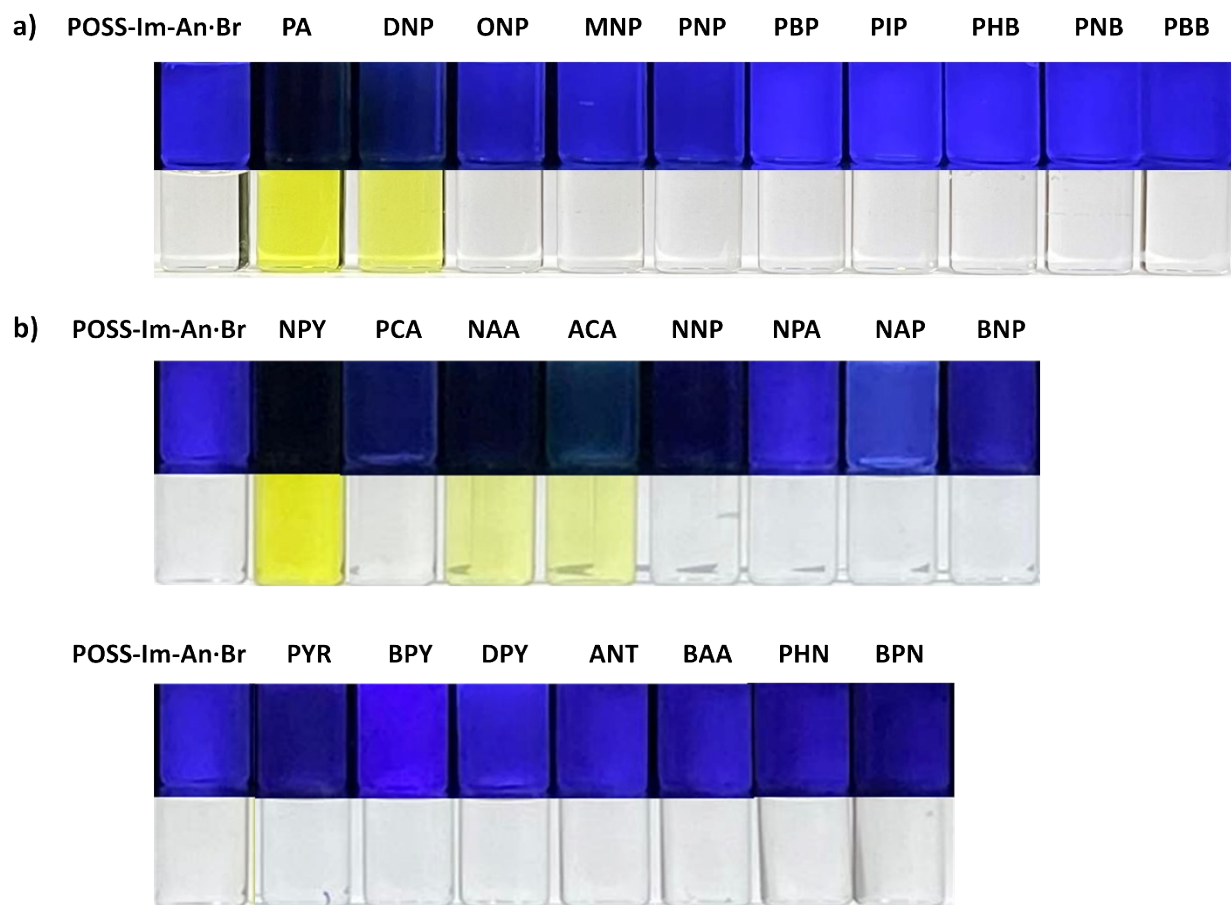 a) POSS-Im-An·Br PA DNP ONP MNP PNP PBP PIP PHB PNB PBB
b) POSS-Im-An·Br NPY PCA NAA ACA NNP NPA NAP BNP
POSS-Im-An·Br PYR BPY DPY ANT BAA PHN BPN